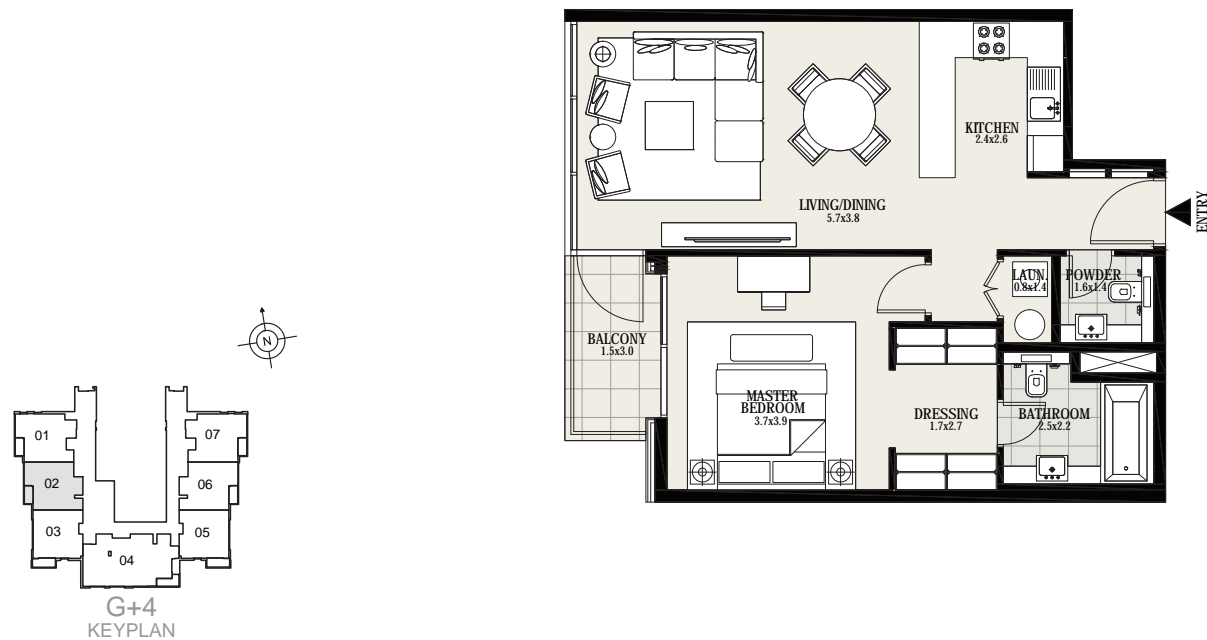 KITCHEN
2.4x2.6
LIVING/DINING
5.7x3.8
ENTRY
LAUN.
0.8x1.4
POWDER
1.6x1.4
BALCONY
1.5x3.0
MASTER
BEDROOM
3.7x3.9
DRESSING
1.7x2.7
BATHROOM
2.5x2.2
N
01
07
02
06
03
05
04
G+4
KEYPLAN